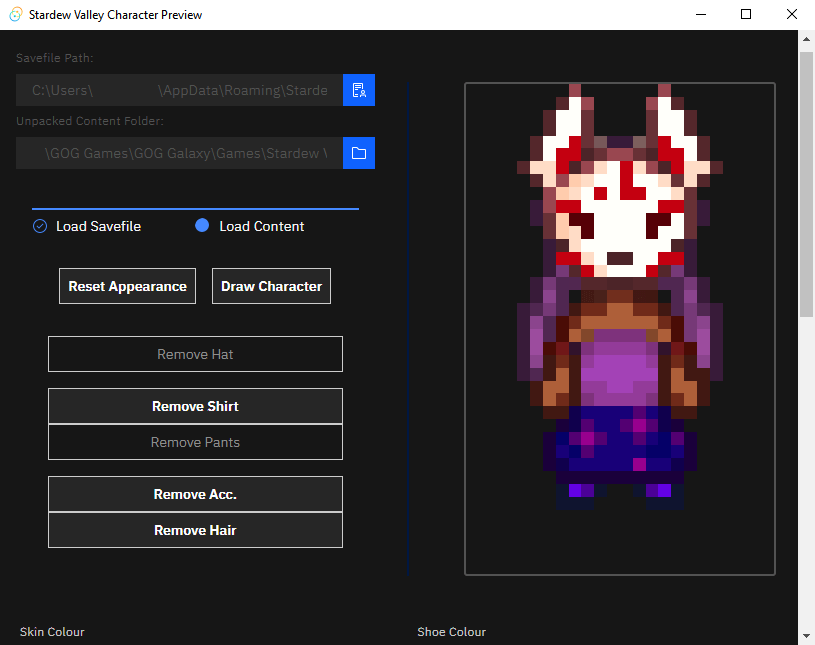 Stardew Valley Character Preview
Savefile Path:
C:\Users\ \AppData\Roaming\Starde
Unpacked Content Folder:
\GOG Games\GOG Galaxy\Games\Stardew \
Load Savefile Load Content
Reset Appearance Draw Character
Remove Hat
Remove Shirt
Remove Pants
Remove Acc.
Remove Hair
Skin Colour Shoe Colour